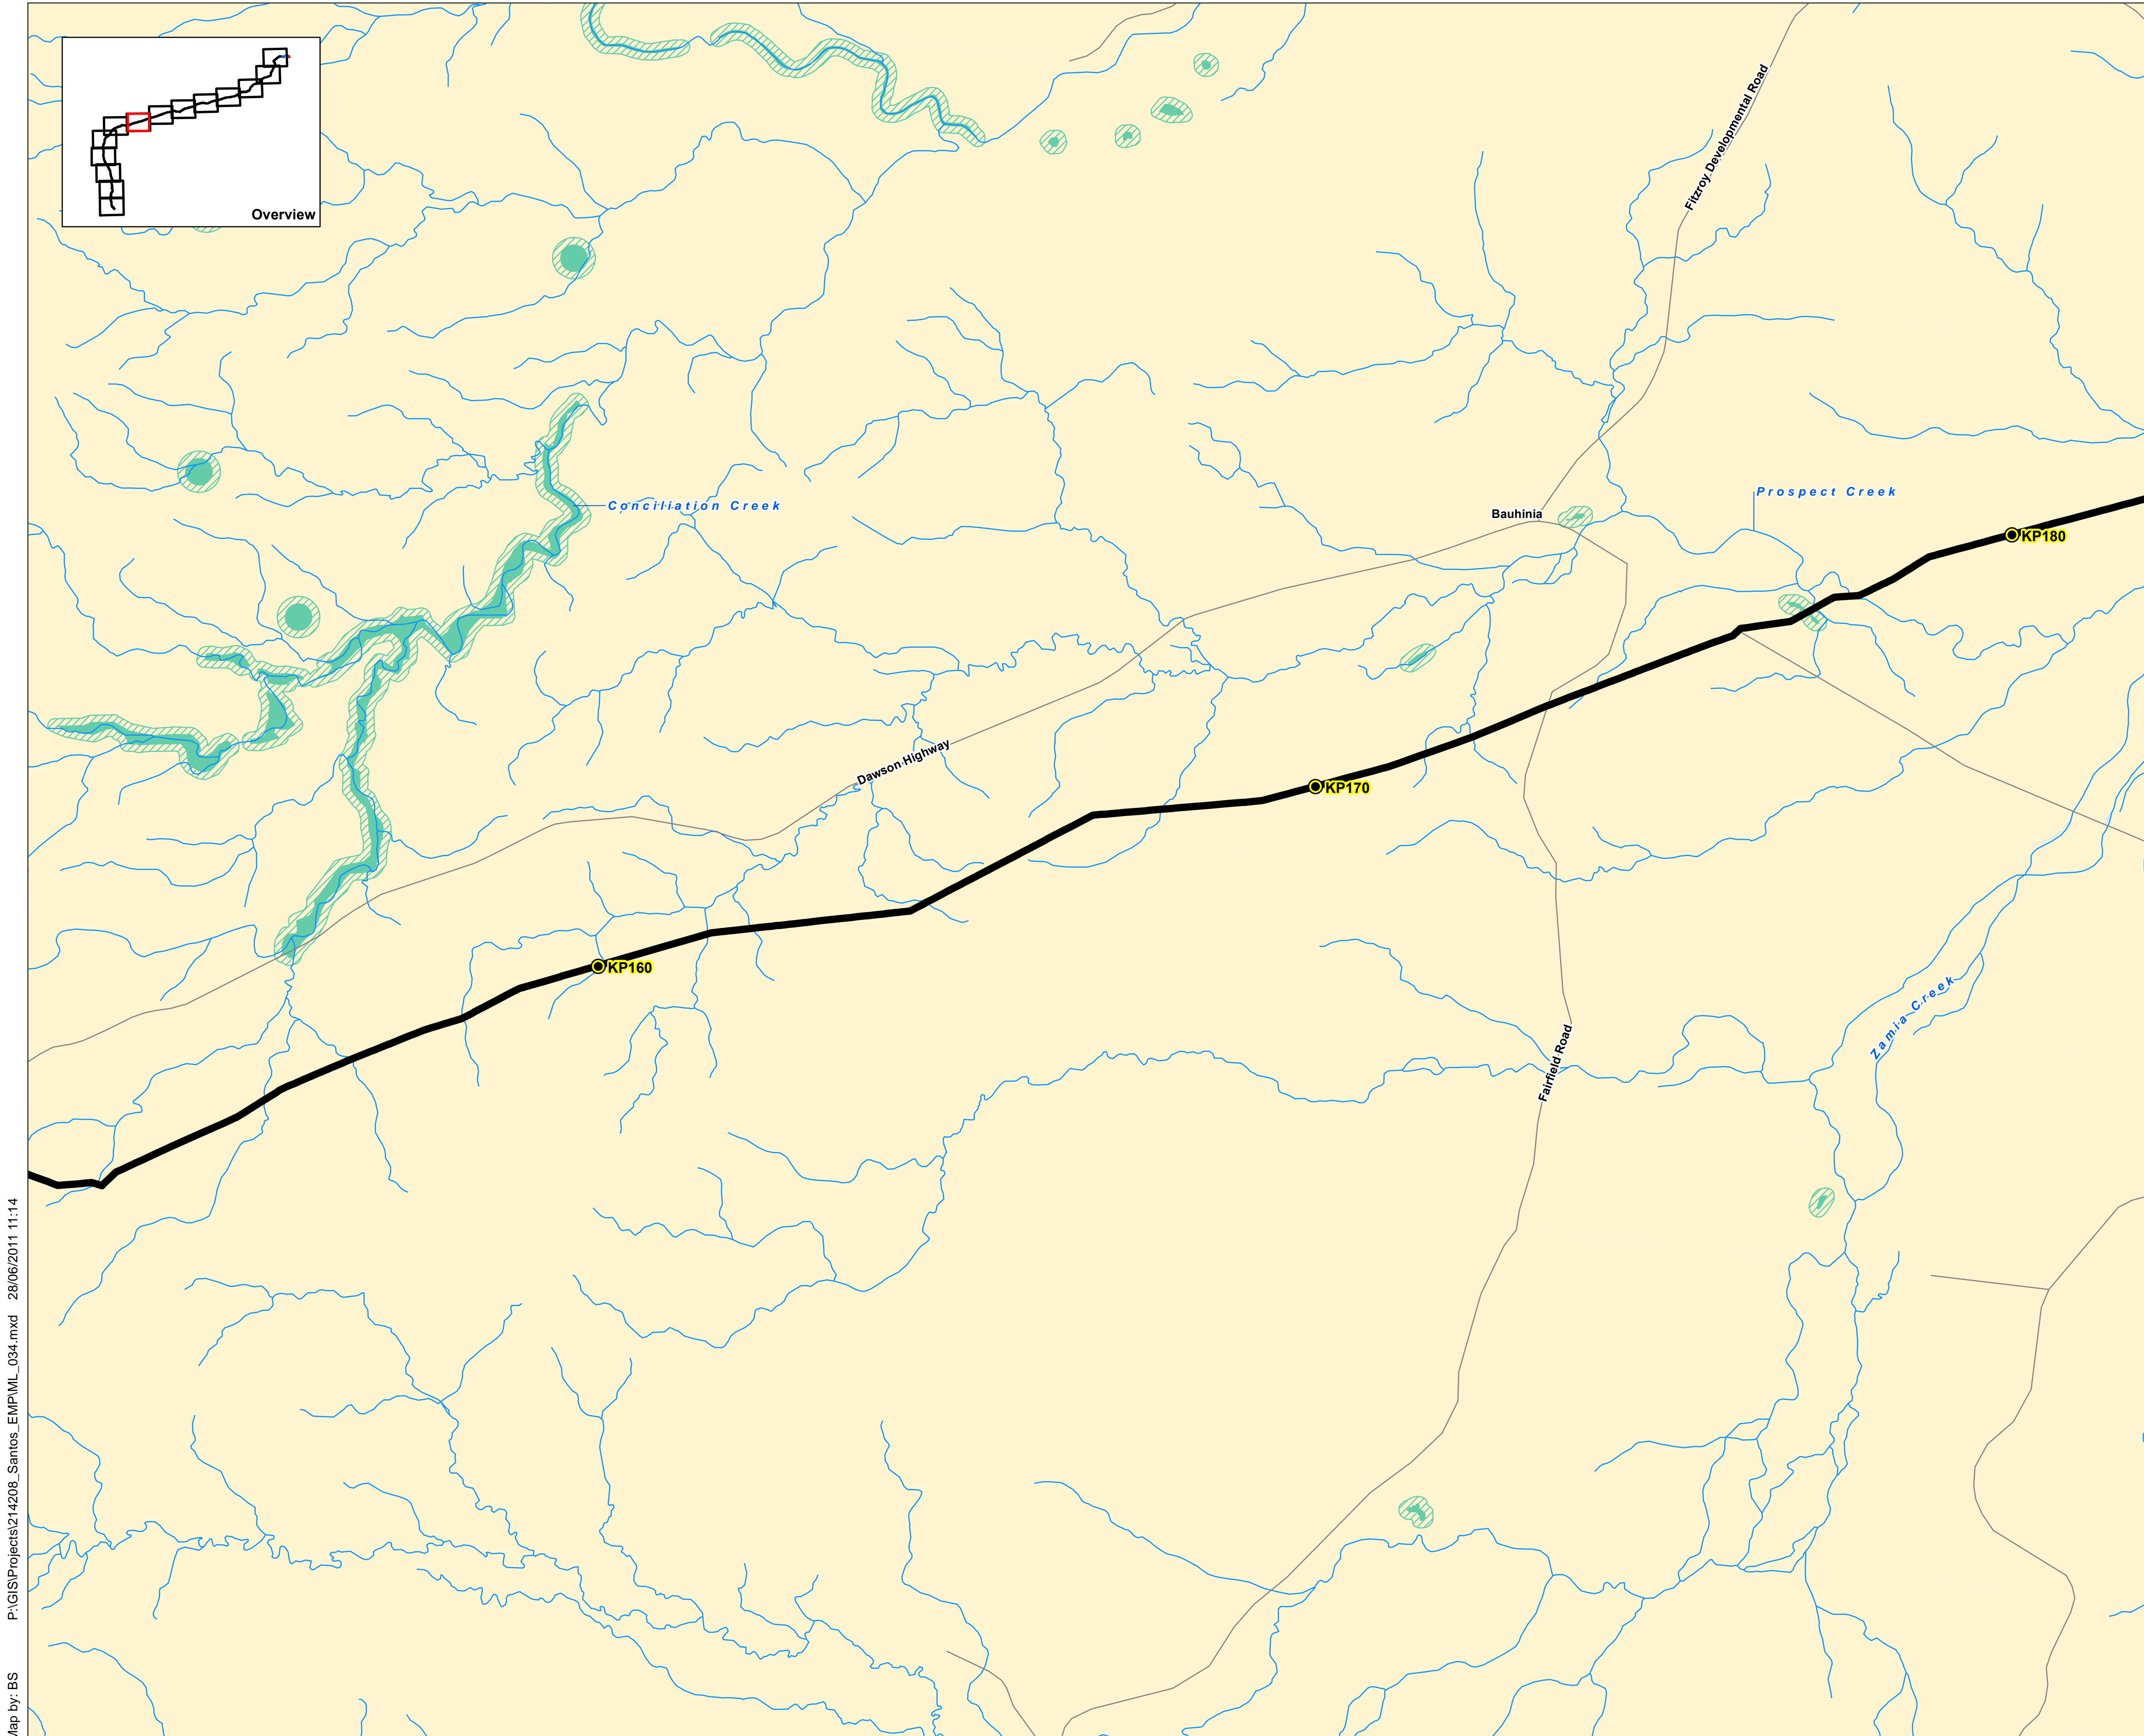 Overview
Fitzroy Developmental Road
Conciliation Creek
Prospect Creek
Bauhinia
KP180
Dawson Highway
KP170
KP160
Zamia Creek
Fairfield Road
Map by: BS P:\GIS\Projects\214208_Santos_EMP\ML_034.mxd 28/06/2011 11:14